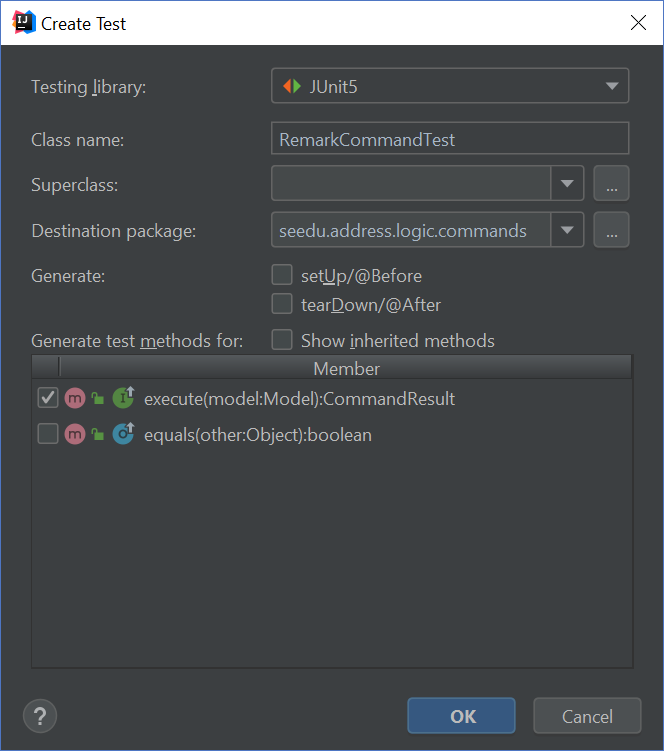 IJ Create Test
Testing library: JUnit5
Class name: RemarkCommandTest
Superclass: ...
Destination package: seedu.address.logic.commands ...
Generate: setUp/@Before
tearDown/@After
Generate test methods for: Show inherited methods
Member
m I execute(model:Model):CommandResult
m O equals(other:Object):boolean
? OK Cancel